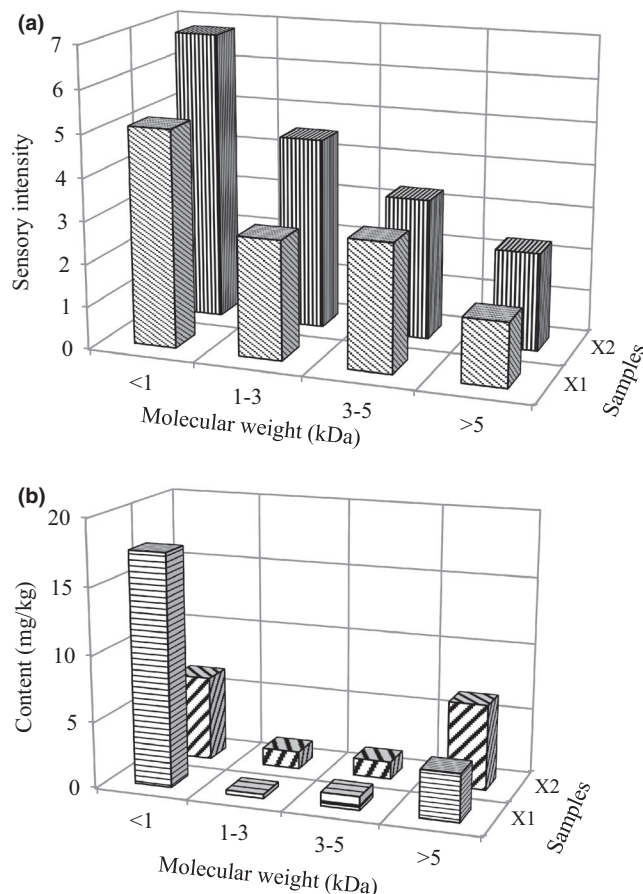 (a)
7
6
5
4
3
2
1
0
Sensory intensity
<1
1-3
3-5
>5
Molecular weight (kDa)
X1
X2
Samples
(b)
20
15
10
5
0
Content (mg/kg)
<1
1-3
3-5
>5
Molecular weight (kDa)
X1
X2
Samples